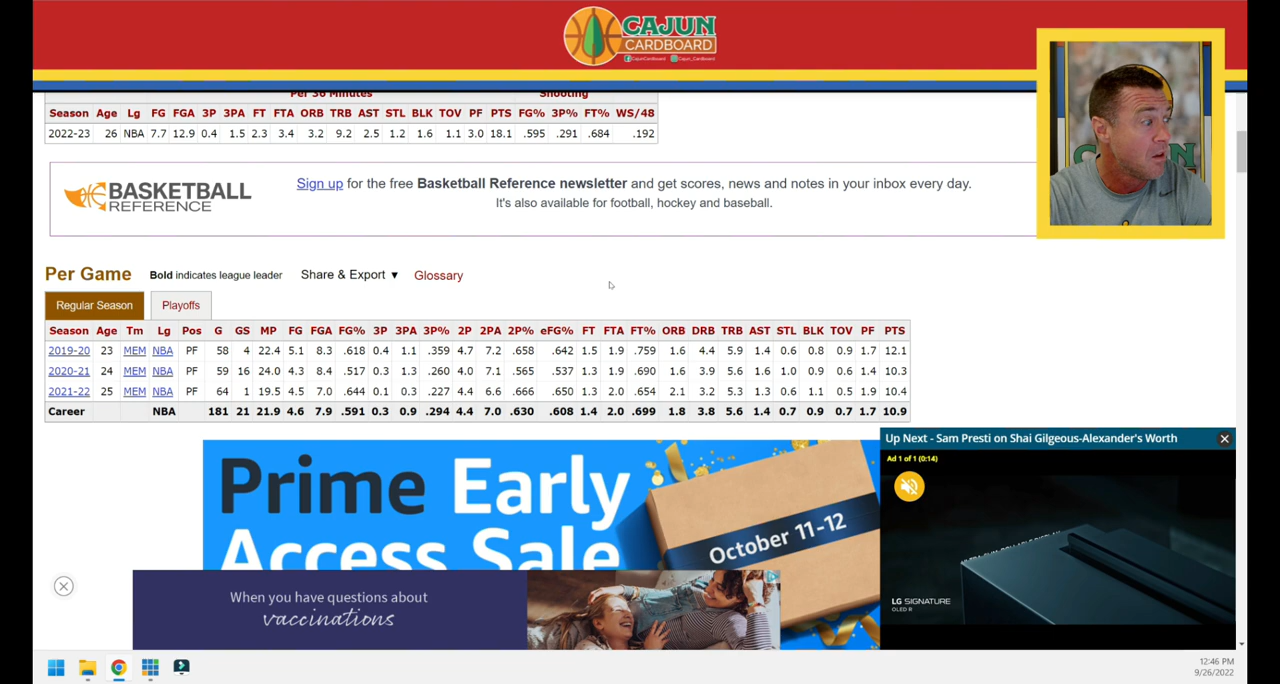 CAJUN
CARDBOARD
/CajunCardboard @Cajun_Cardboard
Per 36 Minutes Shooting
Season Age Lg FG FGA 3P 3PA FT FTA ORB TRB AST STL BLK TOV PF PTS FG% 3P% FT% WS/48
2022-23 26 NBA 7.7 12.9 0.4 1.5 2.3 3.4 3.2 9.2 2.5 1.2 1.6 1.1 3.0 18.1 .595 .291 .684 .192
BASKETBALL
REFERENCE
Sign up for the free Basketball Reference newsletter and get scores, news and notes in your inbox every day.
It's also available for football, hockey and baseball.
Per Game Bold indicates league leader Share & Export ▼ Glossary
Regular Season Playoffs
Season Age Tm Lg Pos G GS MP FG FGA FG% 3P 3PA 3P% 2P 2PA 2P% eFG% FT FTA FT% ORB DRB TRB AST STL BLK TOV PF PTS
2019-20 23 MEM NBA PF 58 4 22.4 5.1 8.3 .618 0.4 1.1 .359 4.7 7.2 .658 .642 1.5 1.9 .759 1.6 4.4 5.9 1.4 0.6 0.8 0.9 1.7 12.1
2020-21 24 MEM NBA PF 59 16 24.0 4.3 8.4 .517 0.3 1.3 .260 4.0 7.1 .565 .537 1.3 1.9 .690 1.6 3.9 5.6 1.4 1.0 0.9 0.6 1.4 10.3
2021-22 25 MEM NBA PF 64 1 19.5 4.5 7.0 .644 0.1 0.3 .227 4.4 6.6 .666 .650 1.3 2.0 .654 2.1 3.2 5.3 1.3 0.6 1.1 0.5 1.9 10.4
Career NBA 181 21 21.9 4.6 7.9 .591 0.3 0.9 .294 4.4 7.0 .630 .608 1.4 2.0 .699 1.8 3.8 5.6 1.4 0.7 0.9 0.7 1.7 10.9
Up Next - Sam Presti on Shai Gilgeous-Alexander's Worth
Ad 1 of 1 (0:14)
Prime Early
Access Sale
October 11-12
When you have questions about
vaccinations
LG SIGNATURE
OLED R
12:46 PM
9/26/2022